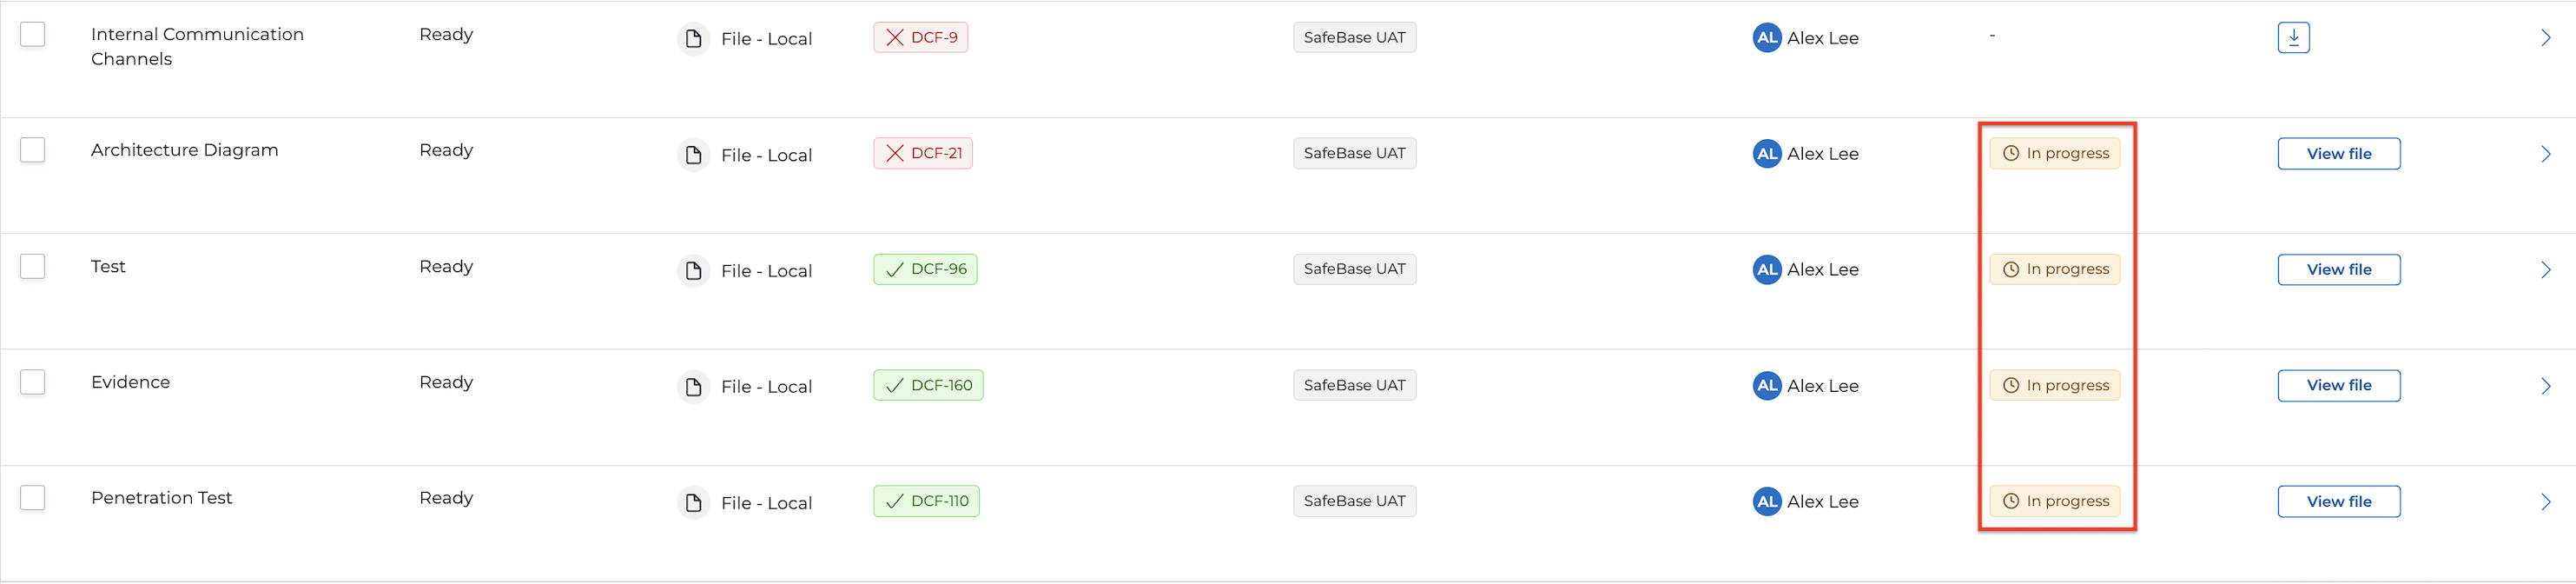 Internal Communication Channels Ready File - Local DCF-9 SafeBase UAT AL Alex Lee -
Architecture Diagram Ready File - Local DCF-21 SafeBase UAT AL Alex Lee In progress View file
Test Ready File - Local DCF-96 SafeBase UAT AL Alex Lee In progress View file
Evidence Ready File - Local DCF-160 SafeBase UAT AL Alex Lee In progress View file
Penetration Test Ready File - Local DCF-110 SafeBase UAT AL Alex Lee In progress View file